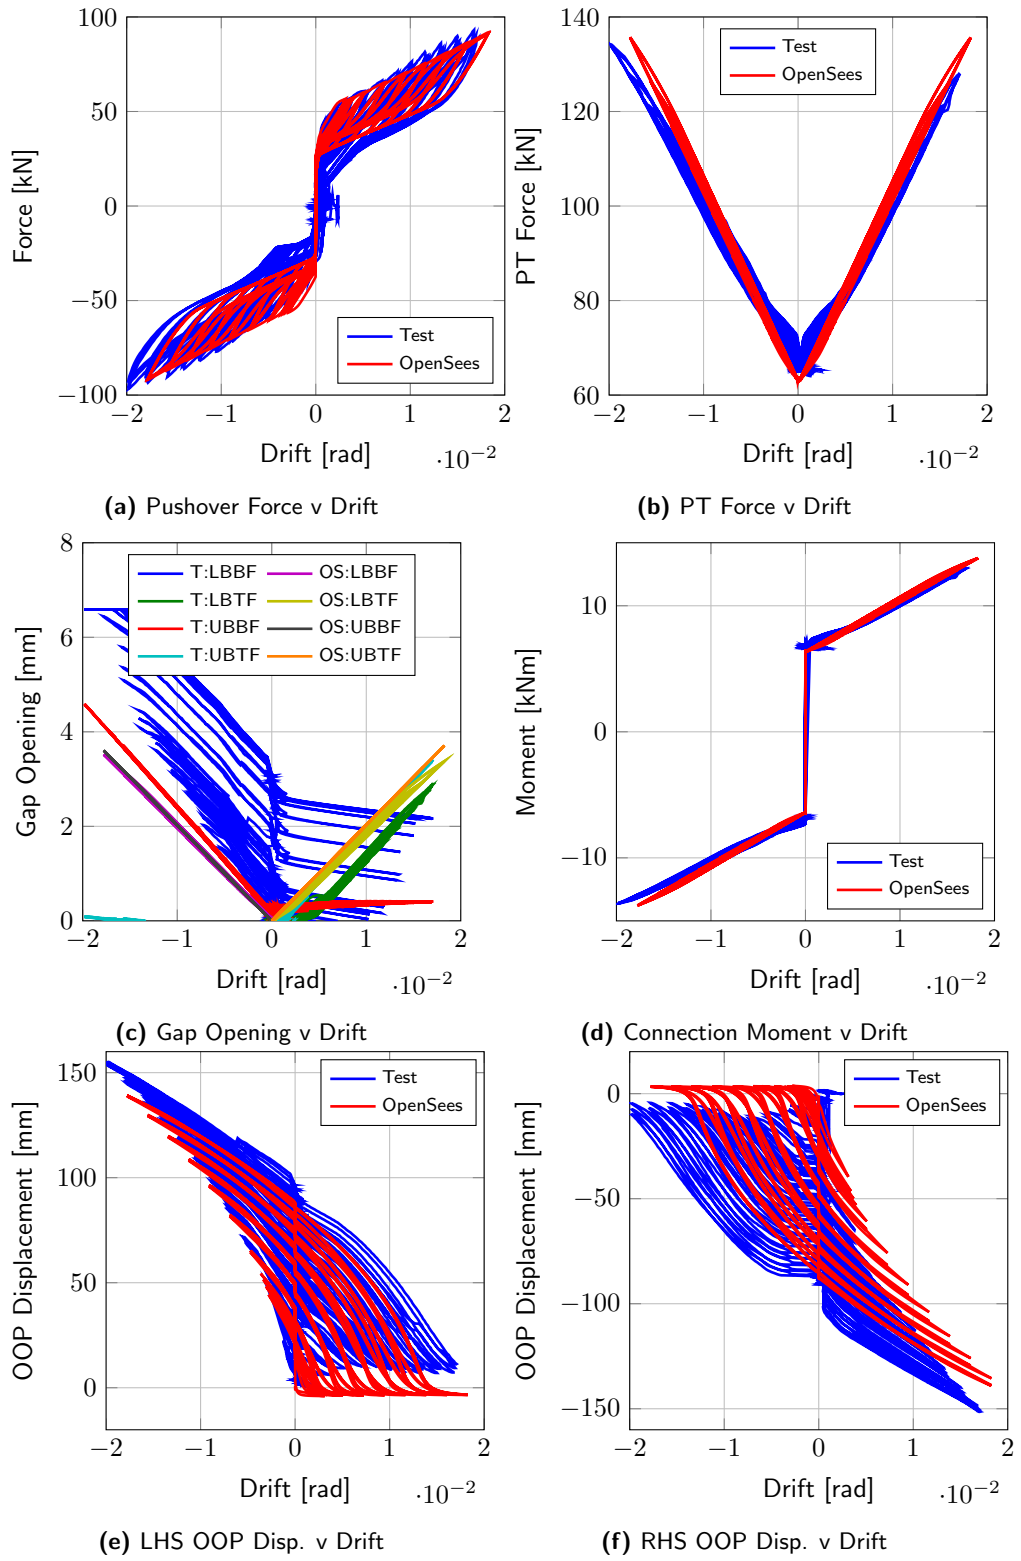 100
50
0
−50
−100
Force [kN]
Test
OpenSees
−2 −1 0 1 2
Drift [rad]
·10−2
(a) Pushover Force v Drift
140
120
100
80
60
PT Force [kN]
Test
OpenSees
−2 −1 0 1 2
Drift [rad]
·10−2
(b) PT Force v Drift
8
6
4
2
0
Gap Opening [mm]
T:LBBF OS:LBBF
T:LBTF OS:LBTF
T:UBBF OS:UBBF
T:UBTF OS:UBTF
−2 −1 0 1 2
Drift [rad]
·10−2
(c) Gap Opening v Drift
10
0
−10
Moment [kNm]
Test
OpenSees
−2 −1 0 1 2
Drift [rad]
·10−2
(d) Connection Moment v Drift
150
100
50
0
OOP Displacement [mm]
Test
OpenSees
−2 −1 0 1 2
Drift [rad]
·10−2
(e) LHS OOP Disp. v Drift
0
−50
−100
−150
OOP Displacement [mm]
Test
OpenSees
−2 −1 0 1 2
Drift [rad]
·10−2
(f) RHS OOP Disp. v Drift